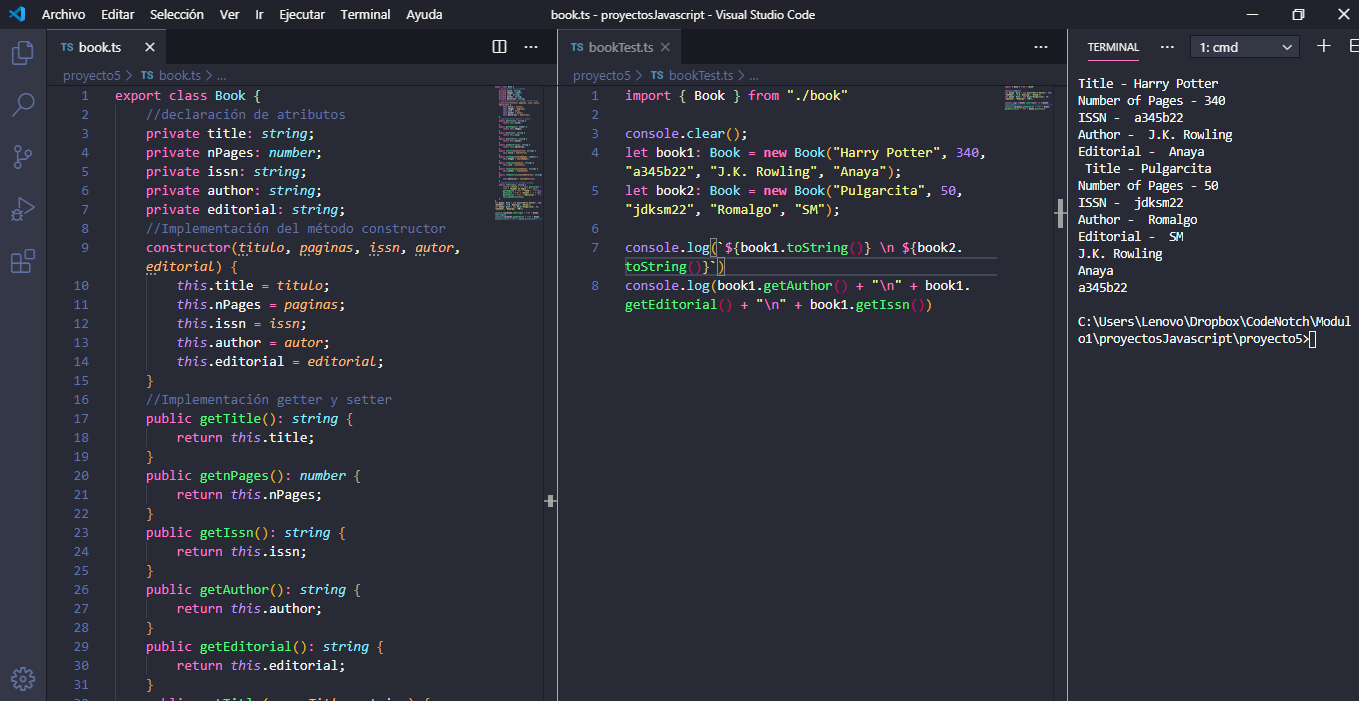 Archivo Editar Selección Ver Ir Ejecutar Terminal Ayuda
book.ts - proyectosJavascript - Visual Studio Code
TS book.ts
proyecto5 > TS book.ts > ...
1 export class Book {
2 //declaración de atributos
3 private title: string;
4 private nPages: number;
5 private issn: string;
6 private author: string;
7 private editorial: string;
8 //Implementación del método constructor
9 constructor(titulo, paginas, issn, autor,
editorial) {
10 this.title = titulo;
11 this.nPages = paginas;
12 this.issn = issn;
13 this.author = autor;
14 this.editorial = editorial;
15 }
16 //Implementación getter y setter
17 public getTitle(): string {
18 return this.title;
19 }
20 public getnPages(): number {
21 return this.nPages;
22 }
23 public getIssn(): string {
24 return this.issn;
25 }
26 public getAuthor(): string {
27 return this.author;
28 }
29 public getEditorial(): string {
30 return this.editorial;
31 }
TS bookTest.ts
proyecto5 > TS bookTest.ts > ...
1 import { Book } from "./book"
2
3 console.clear();
4 let book1: Book = new Book("Harry Potter", 340,
"a345b22", "J.K. Rowling", "Anaya");
5 let book2: Book = new Book("Pulgarcita", 50,
"jdksm22", "Romalgo", "SM");
6
7 console.log(`${book1.toString()} \n ${book2.
toString()}`)
8 console.log(book1.getAuthor() + "\n" + book1.
getEditorial() + "\n" + book1.getIssn())
TERMINAL ... 1: cmd
Title - Harry Potter
Number of Pages - 340
ISSN -  a345b22
Author -  J.K. Rowling
Editorial -  Anaya
Title - Pulgarcita
Number of Pages - 50
ISSN -  jdksm22
Author -  Romalgo
Editorial -  SM
J.K. Rowling
Anaya
a345b22
C:\Users\Lenovo\Dropbox\CodeNotch\Modul
o1\proyectosJavascript\proyecto5>